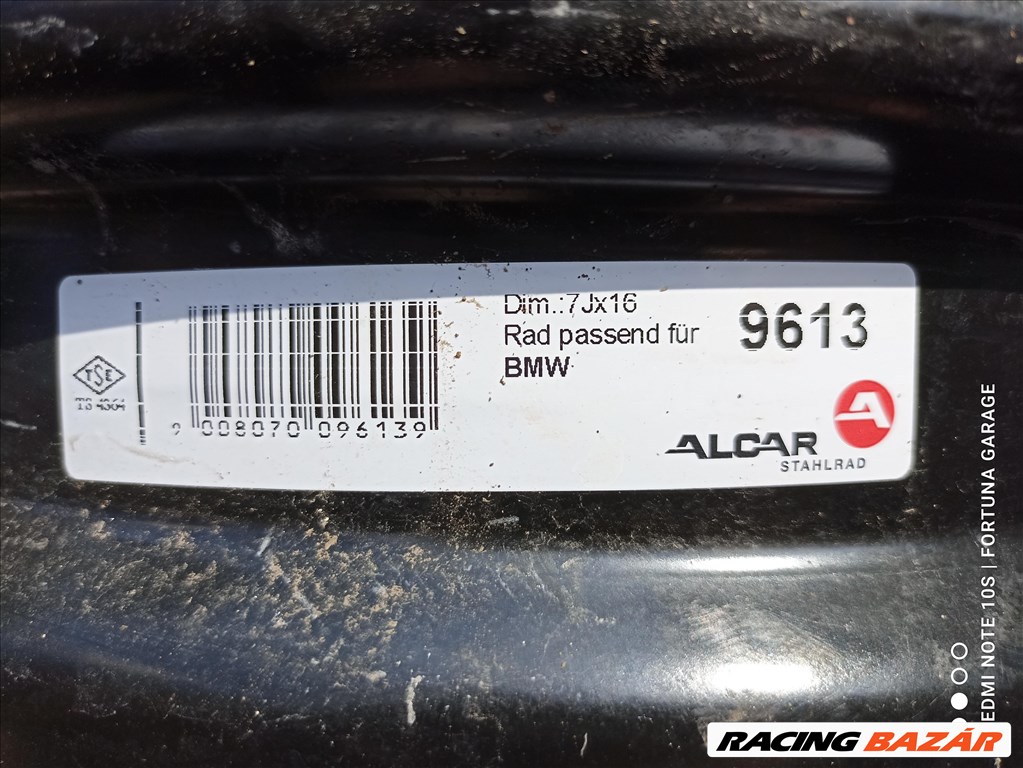 Dim.:7Jx16
Rad passend für
BMW
9613
TSE
TS 4364
9 008070 096139
ALCAR
STAHLRAD
EDMI NOTE 10S | FORTUNA GARAGE
RACING BAZÁR